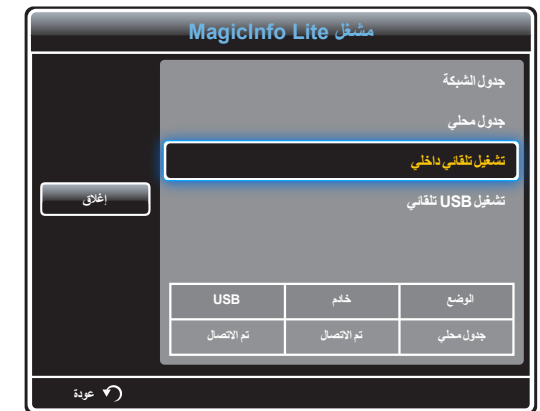 مشغل MagicInfo Lite
جدول الشبكة
جدول محلي
تشغيل تلقائي داخلي
تشغيل USB تلقائي
إغلاق
الوضع خادم USB
جدول محلي تم الاتصال تم الاتصال
عودة